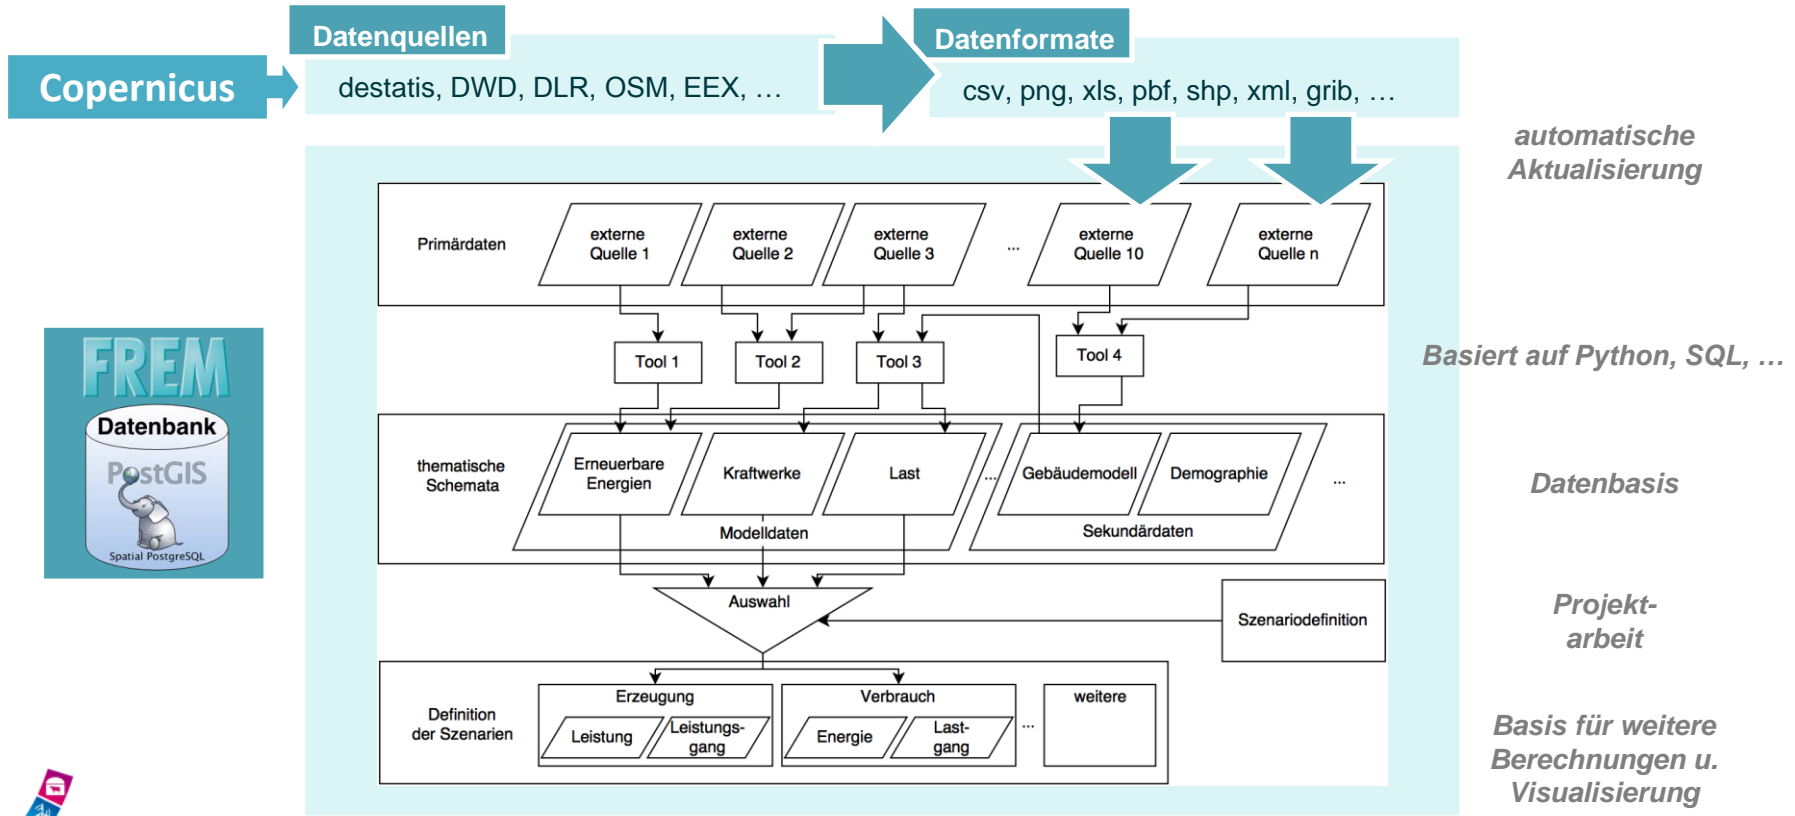 Copernicus
Datenquellen
destatis, DWD, DLR, OSM, EEX, …
Datenformate
csv, png, xls, pbf, shp, xml, grib, …
automatische
Aktualisierung
Primärdaten
externe
Quelle 1
externe
Quelle 2
externe
Quelle 3
...
externe
Quelle 10
externe
Quelle n
Tool 1
Tool 2
Tool 3
Tool 4
Basiert auf Python, SQL, …
FREM
Datenbank
PostGIS
Spatial PostgreSQL
thematische
Schemata
Erneuerbare
Energien
Kraftwerke
Last
...
Modelldaten
Gebäudemodell
Demographie
Sekundärdaten
...
Datenbasis
Auswahl
Szenariodefinition
Projekt-
arbeit
Definition
der Szenarien
Erzeugung
Leistung
Leistungs-
gang
Verbrauch
Energie
Last-
gang
...
weitere
Basis für weitere
Berechnungen u.
Visualisierung